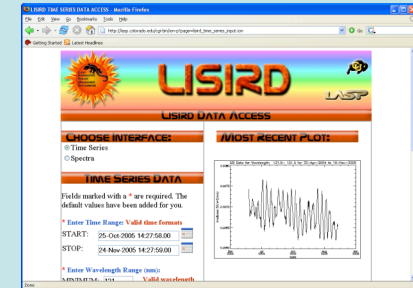 LISIRD TIME SERIES DATA ACCESS - Mozilla Firefox
File Edit View Go Bookmarks Tools Help
Go
Getting Started Latest Headlines
LISIRD
LASP
LISIRD DATA ACCESS
CHOOSE INTERFACE:
Time Series
Spectra
MOST RECENT PLOT:
TIME SERIES DATA
Fields marked with a * are required. The
default values have been added for you.
* Enter Time Range: Valid time formats
START: 25-Oct-2005 14:27:58.00
STOP: 24-Nov-2005 14:27:59.00
* Enter Wavelength Range (nm):
MINIMUM: 121 Valid wavelength
Done